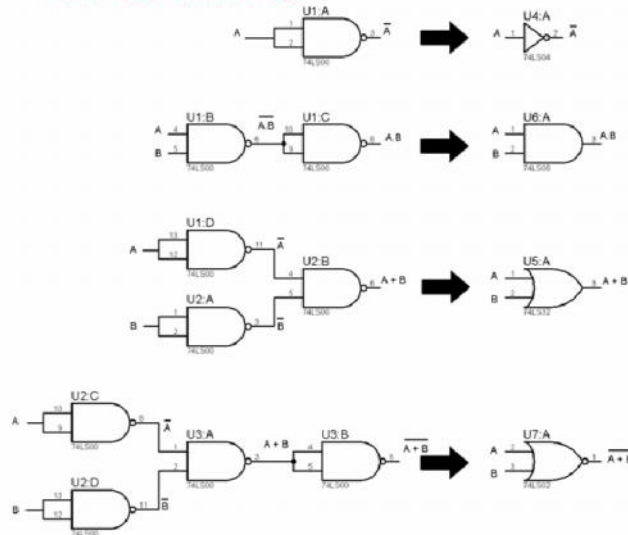 U1:A U4:A
A 1 2 3 A̅ A 1 2 A̅
74LS00 74LS04
U1:B U1:C U6:A
A 4 A̅.̅B̅ 10 A 1
B 5 6 9 8 A.B B 2 3 A.B
74LS00 74LS00 74LS08
U1:D
A 13 12 11 A̅ U2:B U5:A
74LS00 4 A 1
U2:A 5 6 A + B B 2 3 A + B
B 1 2 3 B̅ 74LS00 74LS32
74LS00
U2:C
A 10 9 8 A̅ U3:A U3:B U7:A
74LS00 1 A + B 4 A̅ ̅+̅ ̅B̅ A 2 A̅ ̅+̅ ̅B̅
U2:D 2 3 5 6 B 3 1
B 13 12 11 B̅ 74LS00 74LS00 74LS02
74LS00